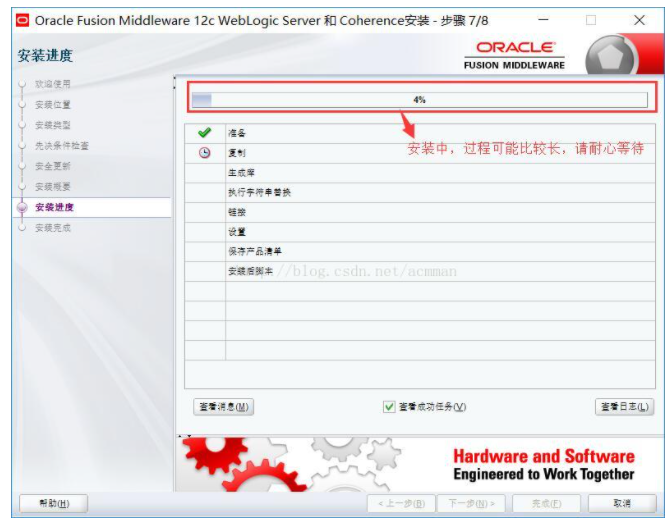 Oracle Fusion Middleware 12c WebLogic Server 和 Coherence安装 - 步骤 7/8
安装进度
ORACLE
FUSION MIDDLEWARE
欢迎使用
安装位置
安装类型
先决条件检查
安全更新
安装概要
安装进度
安装完成
4%
安装中，过程可能比较长，请耐心等待
准备
复制
生成库
执行字符串替换
链接
设置
保存产品清单
安装后脚本
//blog.csdn.net/acmman
查看消息(M)
查看成功任务(V)
查看日志(L)
Hardware and Software
Engineered to Work Together
帮助(H)
<上一步(B)
下一步(N)>
完成(F)
取消